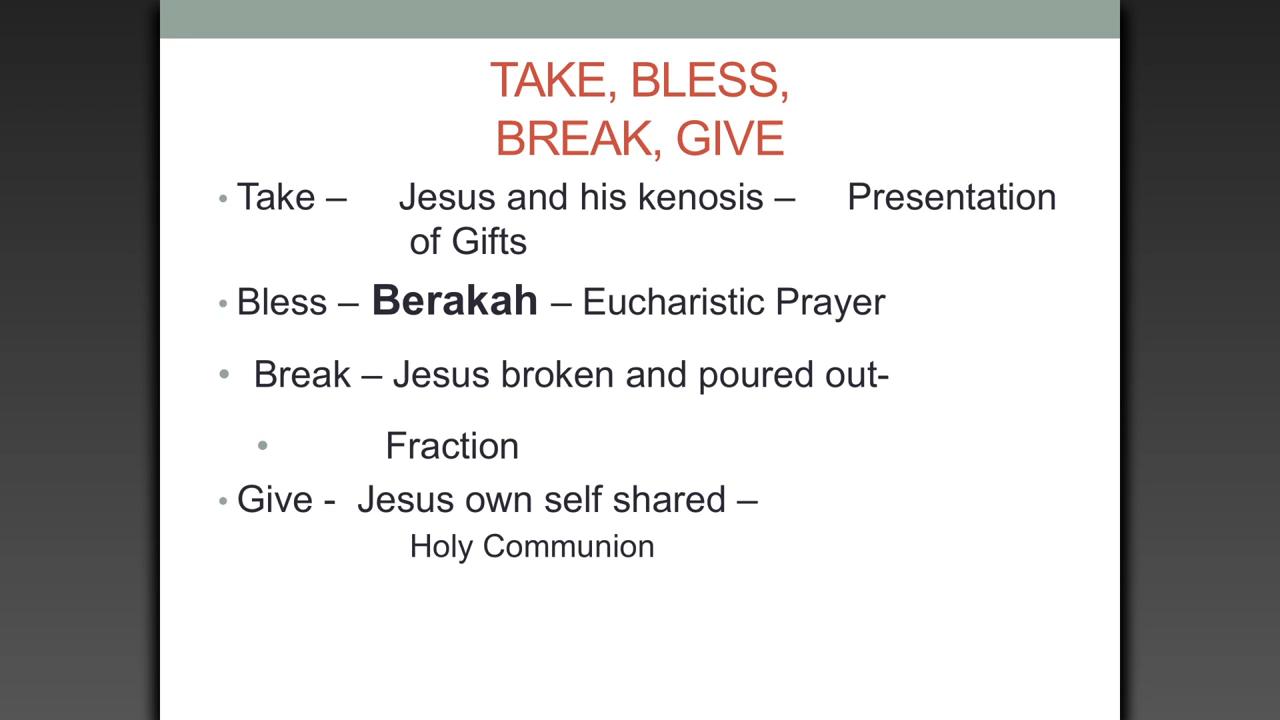 TAKE, BLESS,
BREAK, GIVE
• Take – Jesus and his kenosis – Presentation
of Gifts
• Bless – Berakah – Eucharistic Prayer
• Break – Jesus broken and poured out-
• Fraction
• Give - Jesus own self shared –
Holy Communion